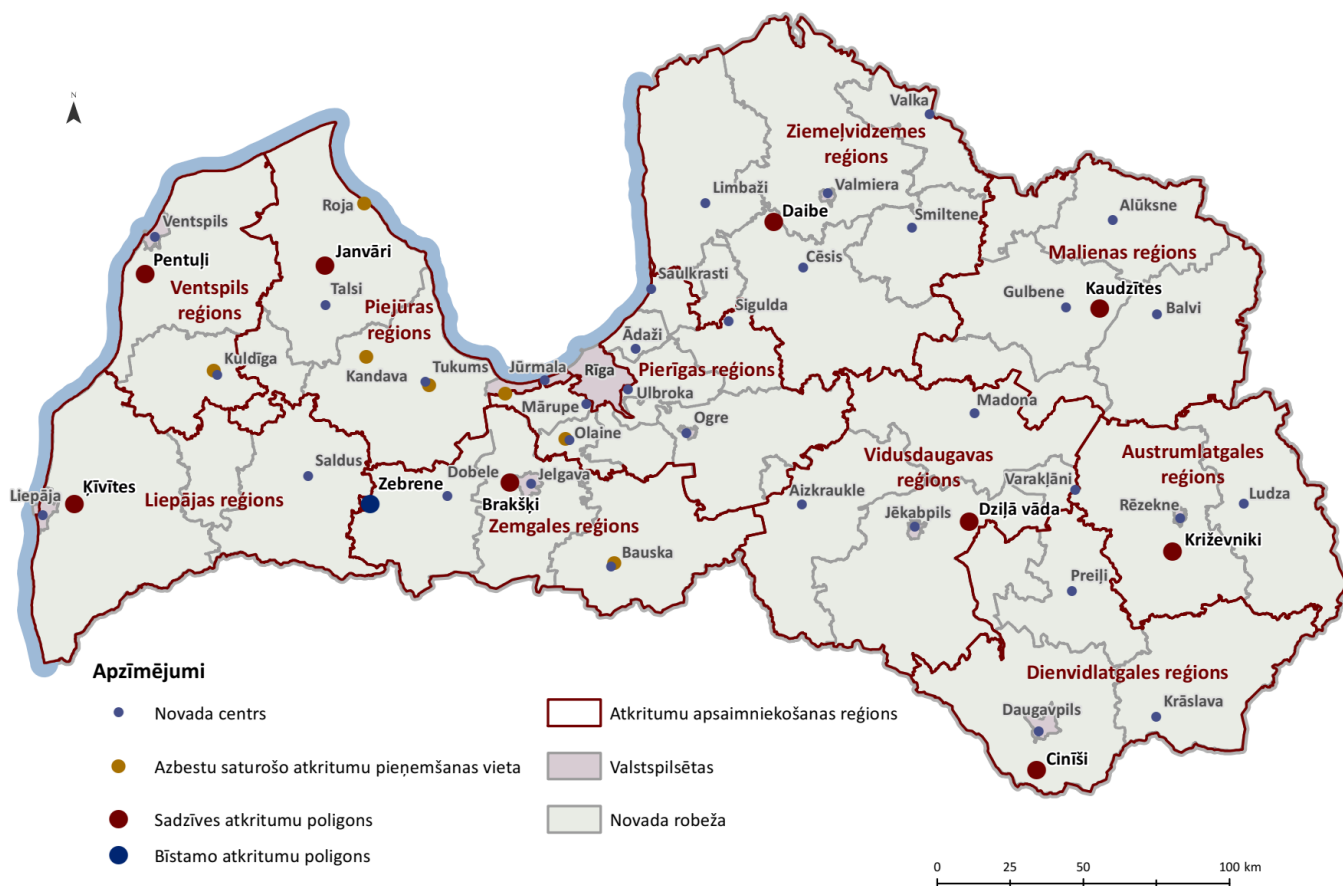 N
Valka
Ziemeļvidzemes
reģions
Limbaži
Valmiera
Roja
Daibe
Smiltene
Alūksne
Ventspils
Pentuļi
Janvāri
Cēsis
Malienas reģions
Ventspils
reģions
Talsi
Saulkrasti
Sigulda
Gulbene
Kaudzītes
Balvi
Piejūras
reģions
Ādaži
Kuldīga
Kandava
Tukums
Jūrmala
Rīga
Pierīgas reģions
Ulbroka
Mārupe
Madona
Olaine
Ogre
Saldus
Zebrene
Dobele
Jelgava
Vidusdaugavas
reģions
Austrumlatgales
reģions
Liepāja
Ķīvītes
Liepājas reģions
Brakšķi
Zemgales reģions
Aizkraukle
Varakļāni
Jēkabpils
Dziļā vāda
Rēzekne
Ludza
Križevniki
Bauska
Preiļi
Dienvidlatgales reģions
Daugavpils
Krāslava
Cinīši
Apzīmējumi
Novada centrs
Azbestu saturošo atkritumu pieņemšanas vieta
Sadzīves atkritumu poligons
Bīstamo atkritumu poligons
Atkritumu apsaimniekošanas reģions
Valstspilsētas
Novada robeža
0 25 50 100 km